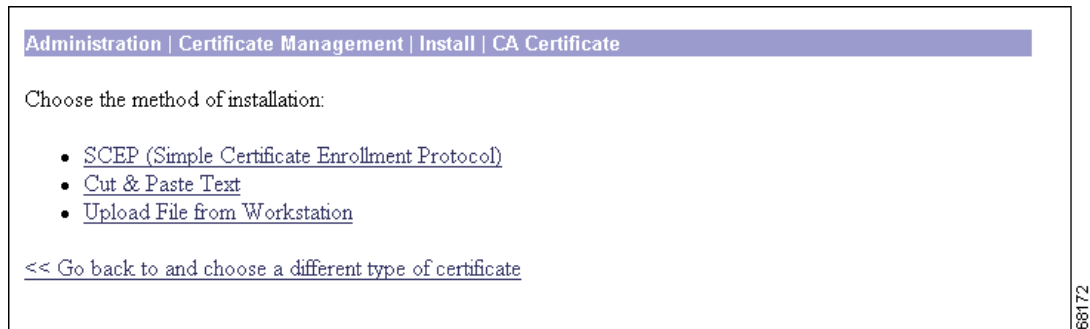 Administration | Certificate Management | Install | CA Certificate
Choose the method of installation:
• SCEP (Simple Certificate Enrollment Protocol)
• Cut & Paste Text
• Upload File from Workstation
<< Go back to and choose a different type of certificate
68172